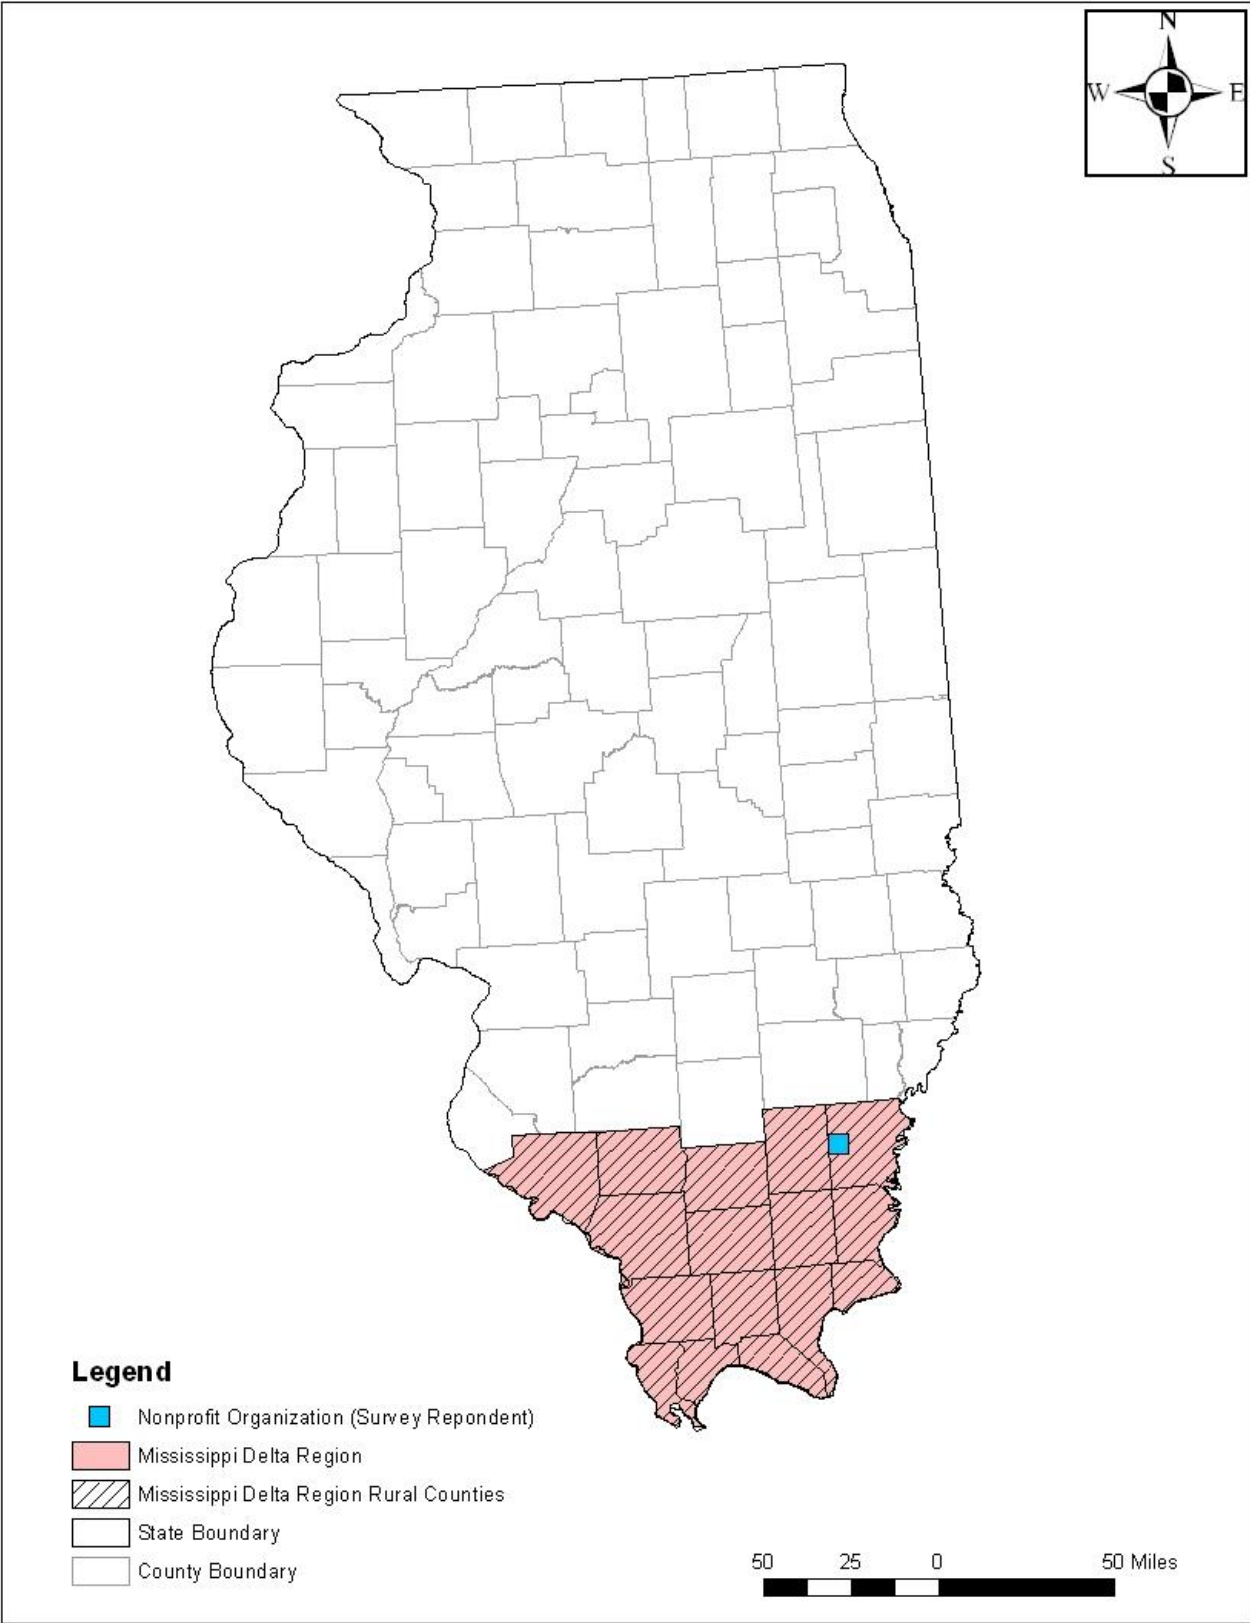 N
W E
S
Legend
Nonprofit Organization (Survey Repondent)
Mississippi Delta Region
Mississippi Delta Region Rural Counties
State Boundary
County Boundary
50 25 0 50 Miles